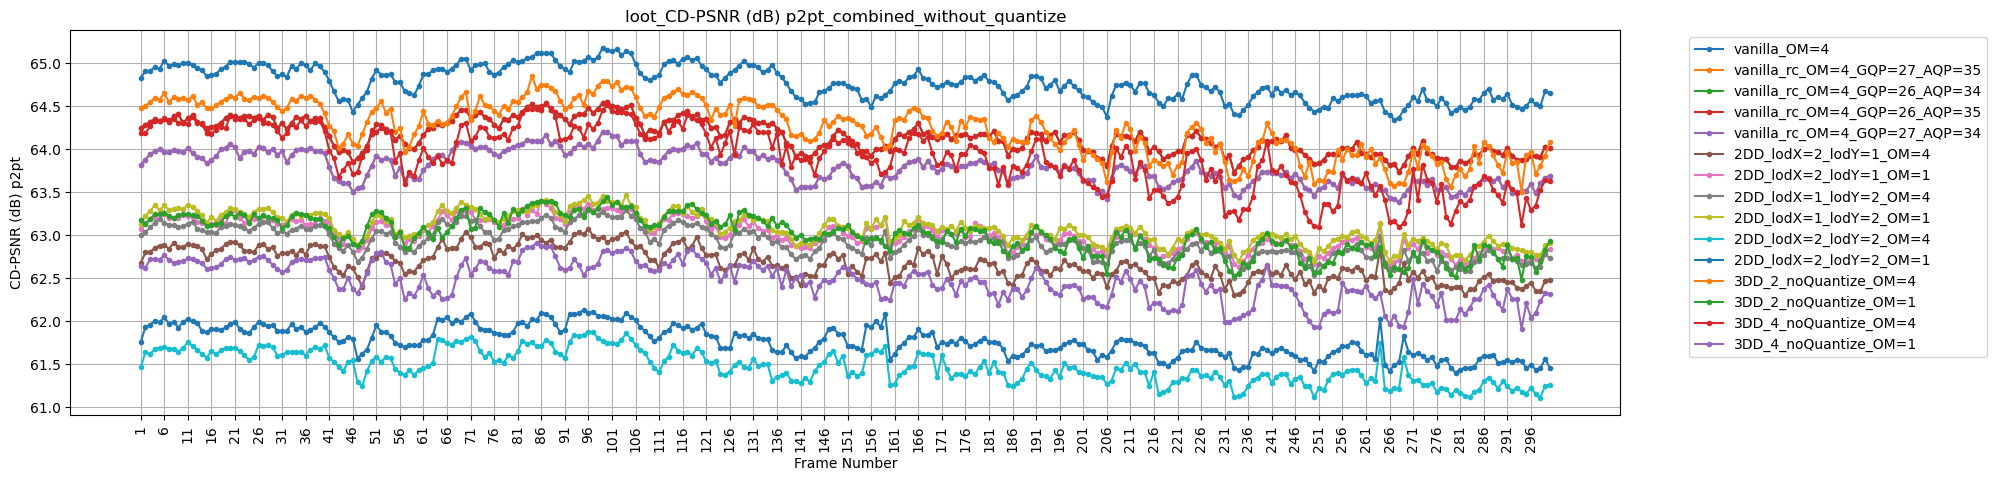 loot_CD-PSNR (dB) p2pt_combined_without_quantize
CD-PSNR (dB) p2pt
65.0
64.5
64.0
63.5
63.0
62.5
62.0
61.5
61.0
1 6 11 16 21 26 31 36 41 46 51 56 61 66 71 76 81 86 91 96 101 106 111 116 121 126 131 136 141 146 151 156 161 166 171 176 181 186 191 196 201 206 211 216 221 226 231 236 241 246 251 256 261 266 271 276 281 286 291 296
Frame Number
vanilla_OM=4
vanilla_rc_OM=4_GQP=27_AQP=35
vanilla_rc_OM=4_GQP=26_AQP=34
vanilla_rc_OM=4_GQP=26_AQP=35
vanilla_rc_OM=4_GQP=27_AQP=34
2DD_lodX=2_lodY=1_OM=4
2DD_lodX=2_lodY=1_OM=1
2DD_lodX=1_lodY=2_OM=4
2DD_lodX=1_lodY=2_OM=1
2DD_lodX=2_lodY=2_OM=4
2DD_lodX=2_lodY=2_OM=1
3DD_2_noQuantize_OM=4
3DD_2_noQuantize_OM=1
3DD_4_noQuantize_OM=4
3DD_4_noQuantize_OM=1